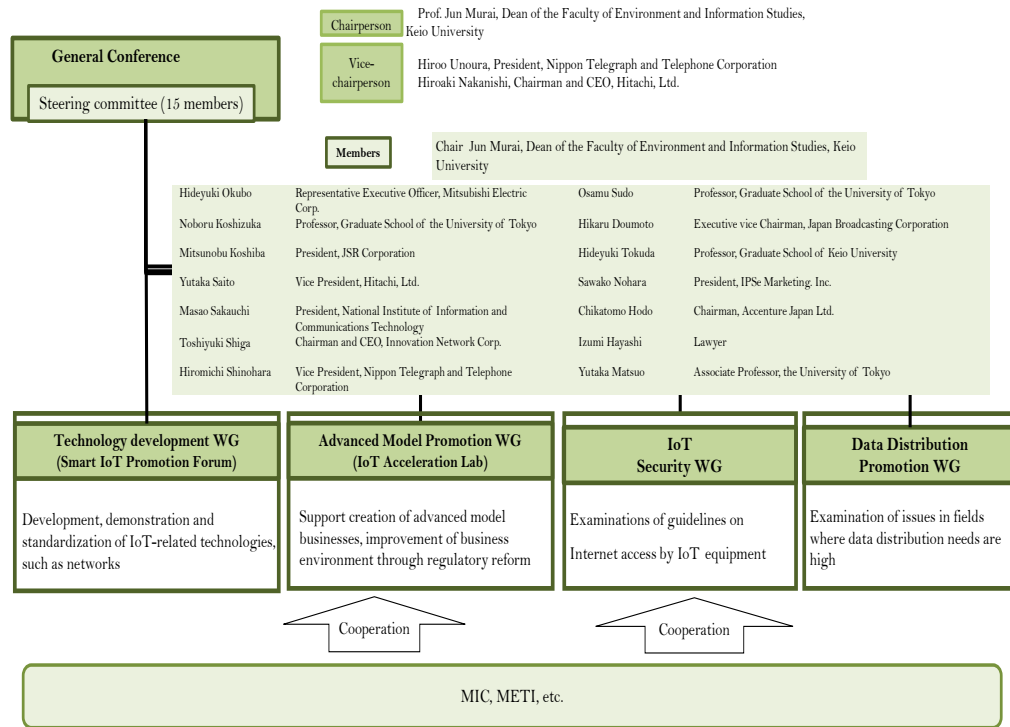 Chairperson
Prof. Jun Murai, Dean of the Faculty of Environment and Information Studies,
Keio University
General Conference
Steering committee (15 members)
Vice-
chairperson
Hiroo Unoura, President, Nippon Telegraph and Telephone Corporation
Hiroaki Nakanishi, Chairman and CEO, Hitachi, Ltd.
Members
Chair Jun Murai, Dean of the Faculty of Environment and Information Studies, Keio
University
Hideyuki Okubo
Representative Executive Officer, Mitsubishi Electric
Corp.
Osamu Sudo
Professor, Graduate School of the University of Tokyo
Noboru Koshizuka
Professor, Graduate School of the University of Tokyo
Hikaru Doumoto
Executive vice Chairman, Japan Broadcasting Corporation
Mitsunobu Koshiba
President, JSR Corporation
Hideyuki Tokuda
Professor, Graduate School of Keio University
Yutaka Saito
Vice President, Hitachi, Ltd.
Sawako Nohara
President, IPSe Marketing. Inc.
Masao Sakauchi
President, National Institute of Information and
Communications Technology
Chikatomo Hodo
Chairman, Accenture Japan Ltd.
Toshiyuki Shiga
Chairman and CEO, Innovation Network Corp.
Izumi Hayashi
Lawyer
Hiromichi Shinohara
Vice President, Nippon Telegraph and Telephone
Corporation
Yutaka Matsuo
Associate Professor, the University of Tokyo
Technology development WG
(Smart IoT Promotion Forum)
Development, demonstration and
standardization of IoT-related technologies,
such as networks
Advanced Model Promotion WG
(IoT Acceleration Lab)
Support creation of advanced model
businesses, improvement of business
environment through regulatory reform
IoT
Security WG
Examinations of guidelines on
Internet access by IoT equipment
Data Distribution
Promotion WG
Examination of issues in fields
where data distribution needs are
high
Cooperation
Cooperation
MIC, METI, etc.